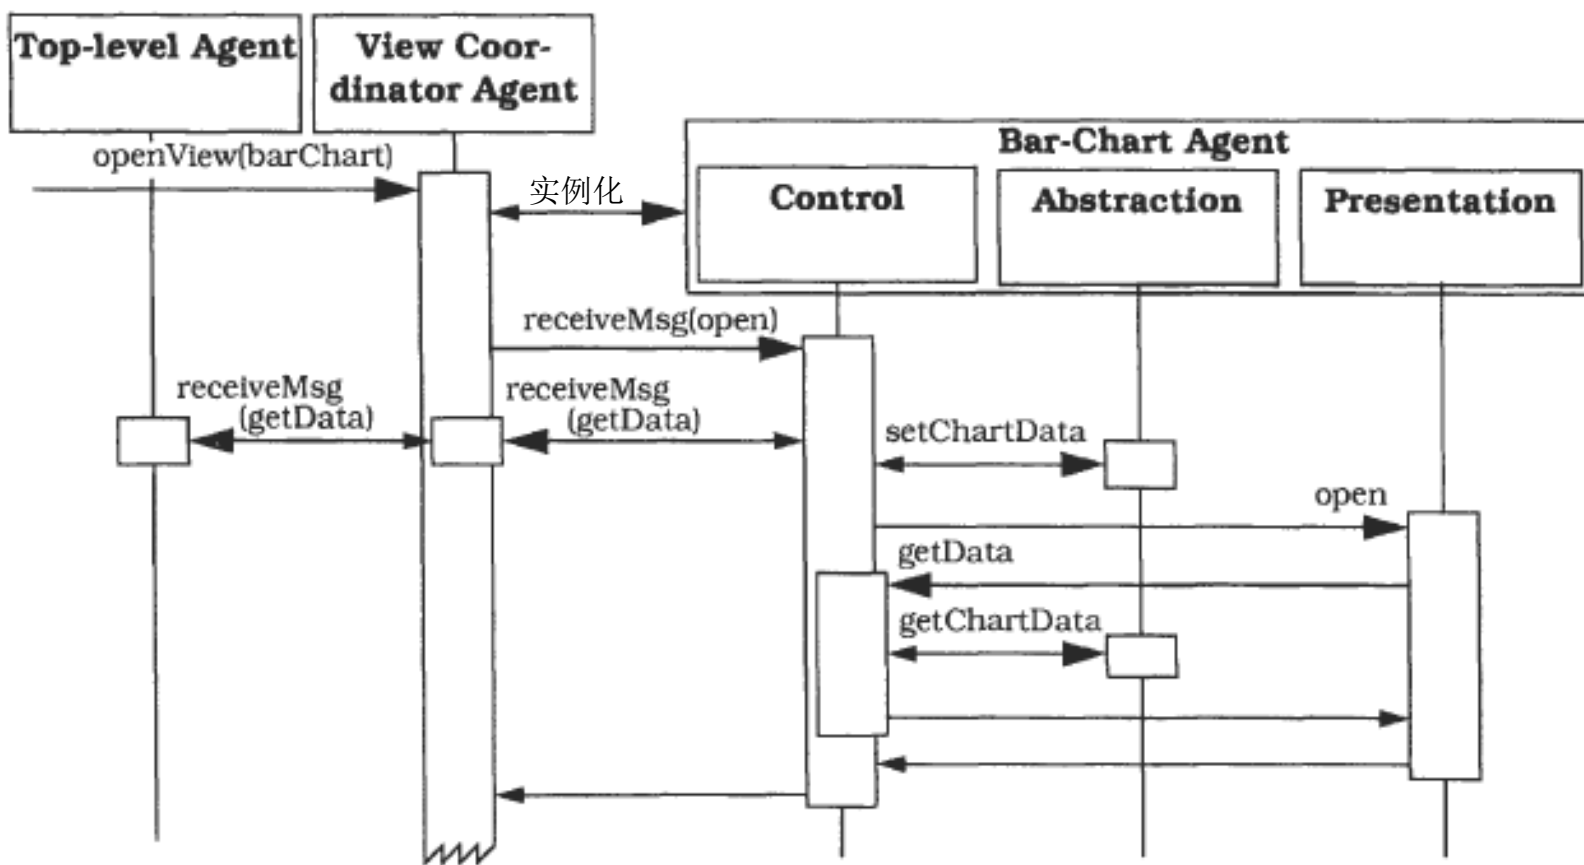 Top-level Agent
View Coor-
dinator Agent
openView(barChart)
Bar-Chart Agent
实例化
Control
Abstraction
Presentation
receiveMsg(open)
receiveMsg
(getData)
receiveMsg
(getData)
setChartData
open
getData
getChartData